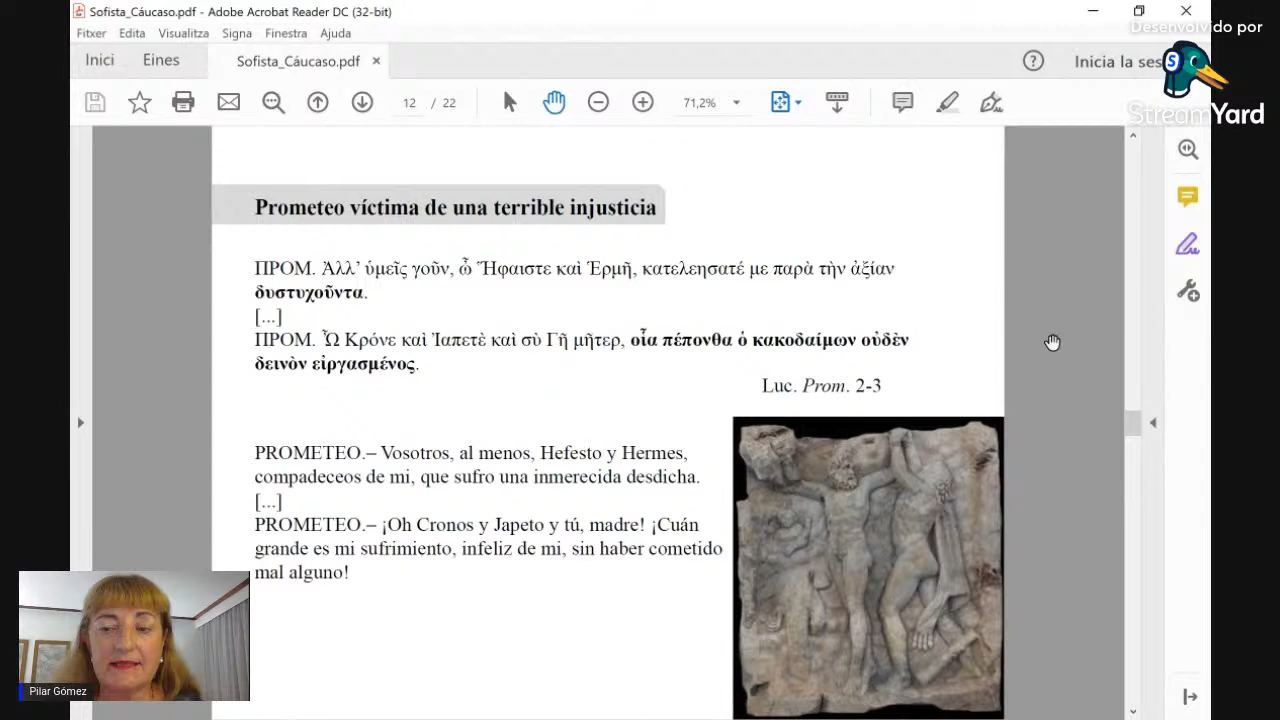 Sofista_Cáucaso.pdf - Adobe Acrobat Reader DC (32-bit)
Desenvolvido por
Fitxer Edita Visualitza Signa Finestra Ajuda
Inici Eines Sofista_Cáucaso.pdf × Inicia la ses
StreamYard
12 / 22 71,2%
Prometeo víctima de una terrible injusticia
ΠΡΟΜ. Ἀλλ’ ὑμεῖς γοῦν, ὦ Ἥφαιστε καὶ Ἑρμῆ, κατελεησατέ με παρὰ τὴν ἀξίαν
δυστυχοῦντα.
[...]
ΠΡΟΜ. Ὦ Κρόνε καὶ Ἰαπετὲ καὶ σὺ Γῆ μῆτερ, οἷα πέπονθα ὁ κακοδαίμων οὐδὲν
δεινὸν εἰργασμένος.
Luc. Prom. 2-3
PROMETEO.– Vosotros, al menos, Hefesto y Hermes,
compadeceos de mi, que sufro una inmerecida desdicha.
[...]
PROMETEO.– ¡Oh Cronos y Japeto y tú, madre! ¡Cuán
grande es mi sufrimiento, infeliz de mi, sin haber cometido
mal alguno!
Pilar Gómez